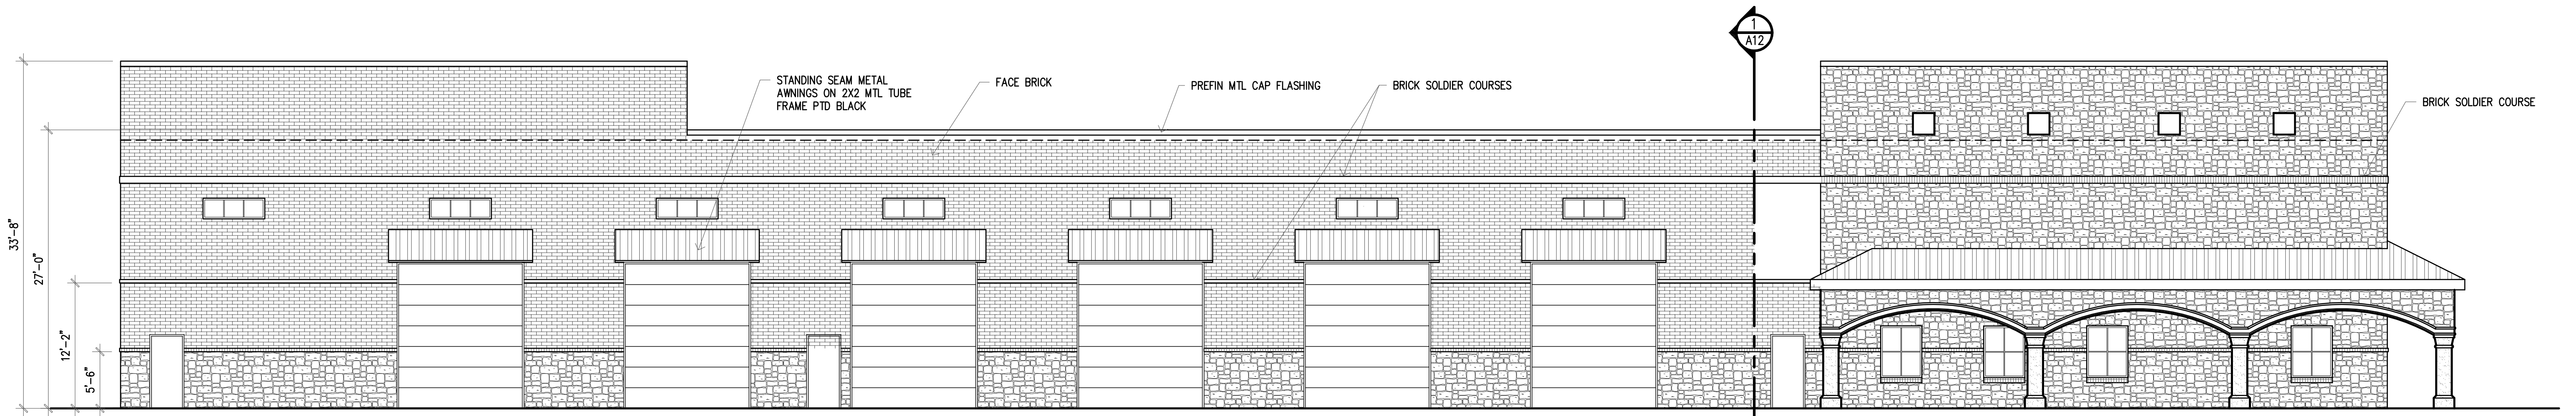 1
A12
STANDING SEAM METAL
AWNINGS ON 2X2 MTL TUBE
FRAME PTD BLACK
FACE BRICK
PREFIN MTL CAP FLASHING
BRICK SOLDIER COURSES
BRICK SOLDIER COURSE
33'-8"
27'-0"
12'-2"
5'-6"